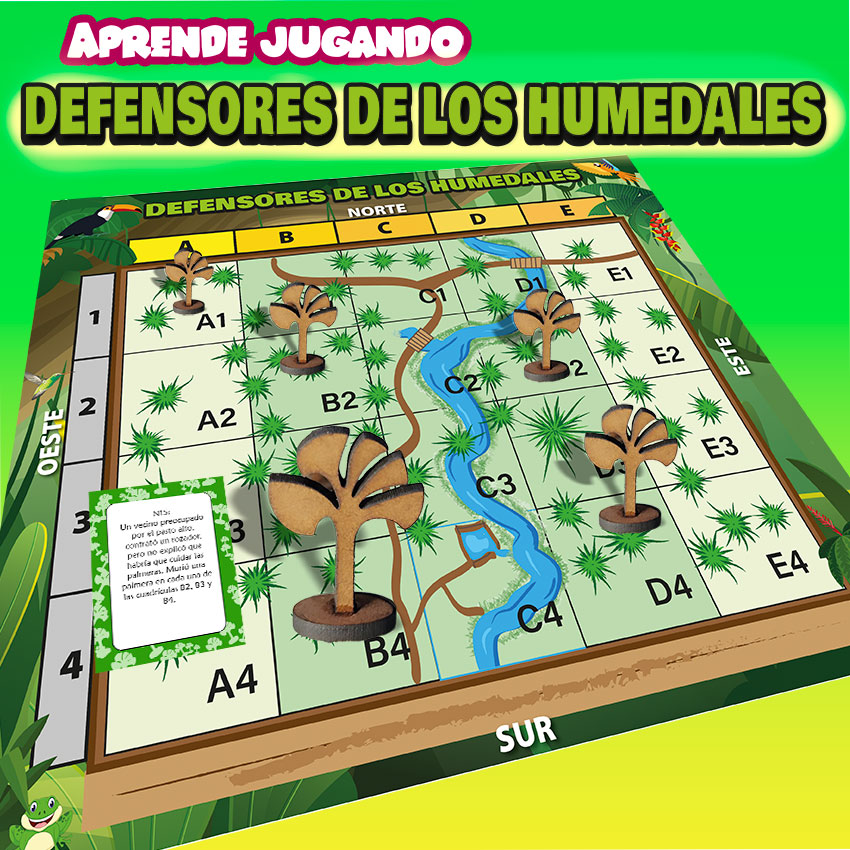 APRENDE JUGANDO
DEFENSORES DE LOS HUMEDALES
DEFENSORES DE LOS HUMEDALES
NORTE
A B C D E
1
A1
C1
D1
E1
OESTE
ESTE
2
A2
B2
C2
2
E2
3
3
C3
E3
N15:
Un vecino preocupado
por el pasto alto,
contrató un rozador,
pero no explicó que
habría que cuidar las
palmeras. Murió una
palmera en cada una de
las cuadrículas B2, B3 y
B4.
4
A4
B4
C4
D4
E4
SUR